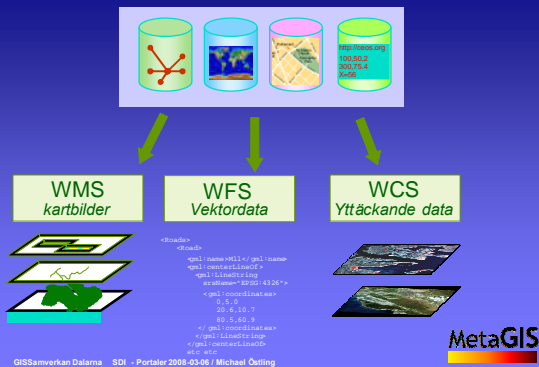 http://ceos.org
100,50,2
300,75,4
X=56
WMS
kartbilder
WFS
Vektordata
WCS
Yttäckande data
<Roads>
<Road>
<gml:name>M11</gml:name>
<gml:centerLineOf>
<gml:LineString
srsName="EPSG:4326">
<gml:coordinates>
0,5.0
20.6,10.7
80.5,60.9
</gml:coordinates>
</gml:LineString>
</gml:centerLineOf>
etc etc
MetaGIS
GISSamverkan Dalarna SDI - Portaler 2008-03-06 / Michael Östling